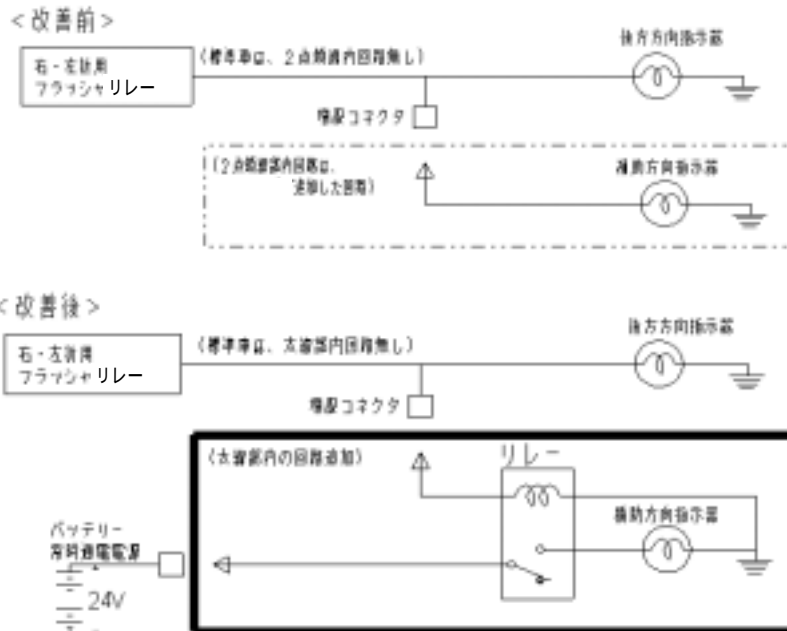 <改善前>
右・左折用
フラッシャリレー
(標準車は、2点鎖線内回路無し)
後方方向指示器
増設コネクタ
(2点鎖線部内回路は、
追加した回路)
補助方向指示器
<改善後>
右・左折用
フラッシャリレー
(標準車は、太線部内回路無し)
後方方向指示器
増設コネクタ
(太線部内の回路追加)
リレー
補助方向指示器
バッテリー
常時通電電源
24V